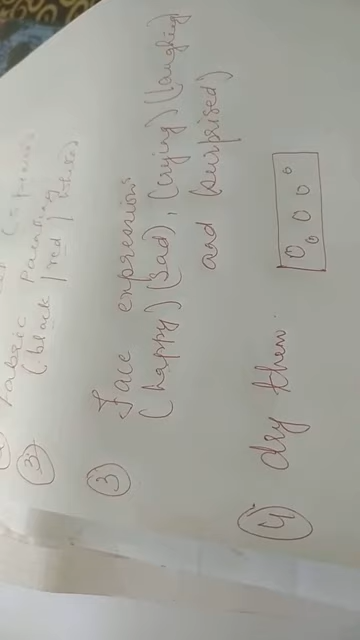 Fabric Painting
(black / red / white)
③ Face expressions
(happy) (sad), (crying) (laughing)
and (surprised)
④ dry them.